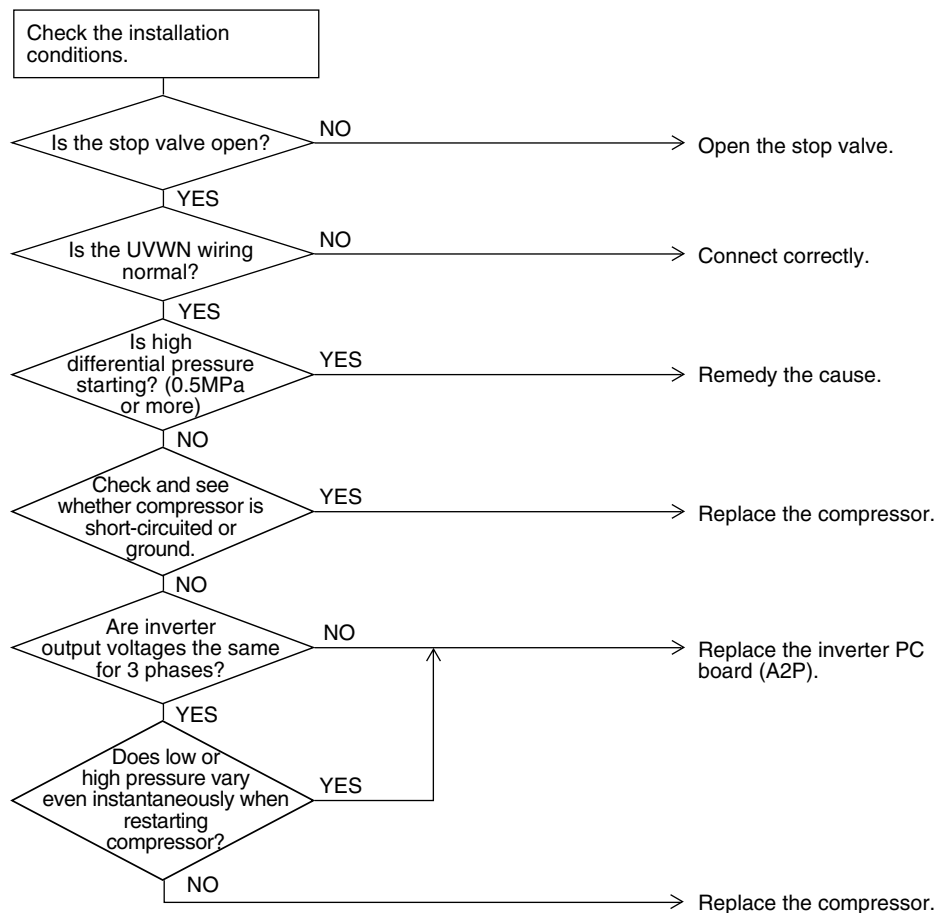 Check the installation
conditions.
Is the stop valve open?
NO
Open the stop valve.
YES
Is the UVWN wiring
normal?
NO
Connect correctly.
YES
Is high
differential pressure
starting? (0.5MPa
or more)
YES
Remedy the cause.
NO
Check and see
whether compressor is
short-circuited or
ground.
YES
Replace the compressor.
NO
Are inverter
output voltages the same
for 3 phases?
NO
Replace the inverter PC
board (A2P).
YES
Does low or
high pressure vary
even instantaneously when
restarting
compressor?
YES
NO
Replace the compressor.